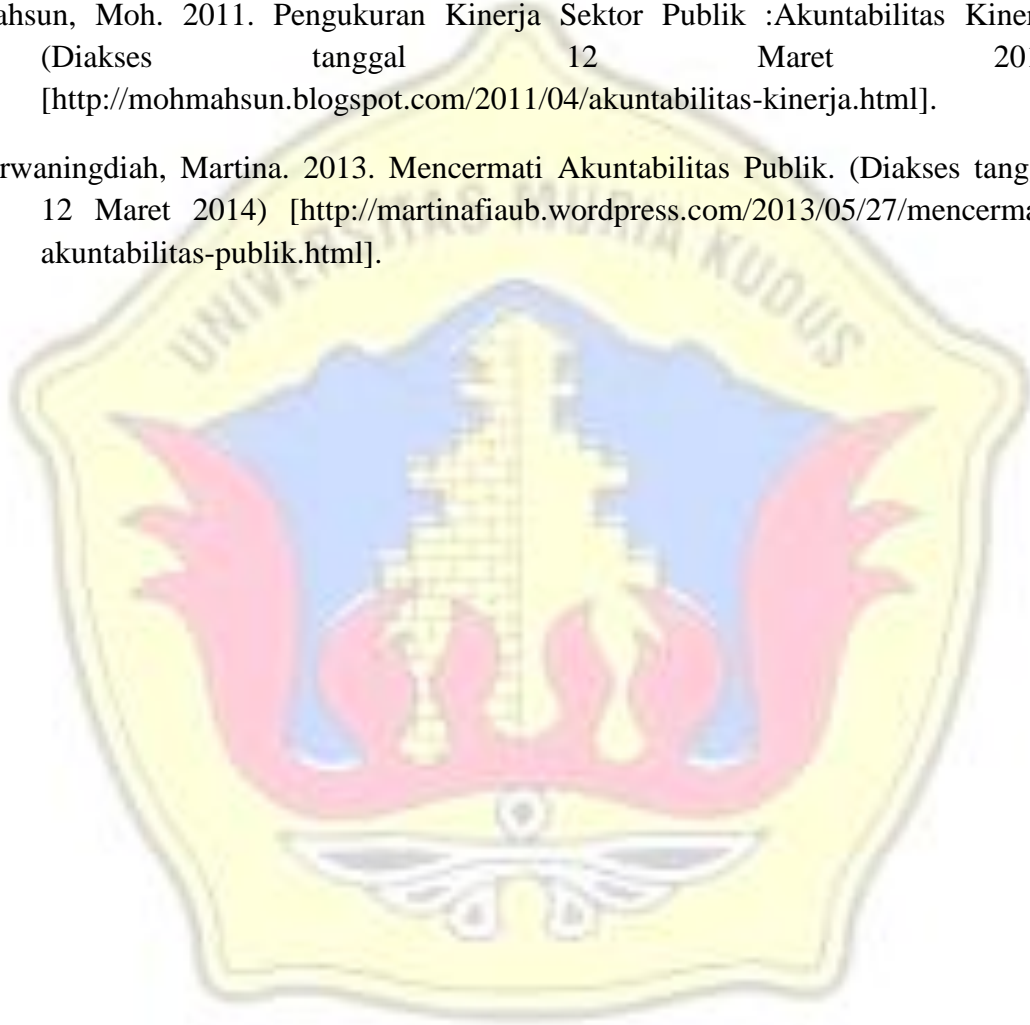 ahsun, Moh. 2011. Pengukuran Kinerja Sektor Publik :Akuntabilitas Kiner
(Diakses tanggal 12 Maret 201
[http://mohmahsun.blogspot.com/2011/04/akuntabilitas-kinerja.html].
rwaningdiah, Martina. 2013. Mencermati Akuntabilitas Publik. (Diakses tang
12 Maret 2014) [http://martinafiaub.wordpress.com/2013/05/27/mencerma
akuntabilitas-publik.html].
UNIVERSITAS MURIA KUDUS